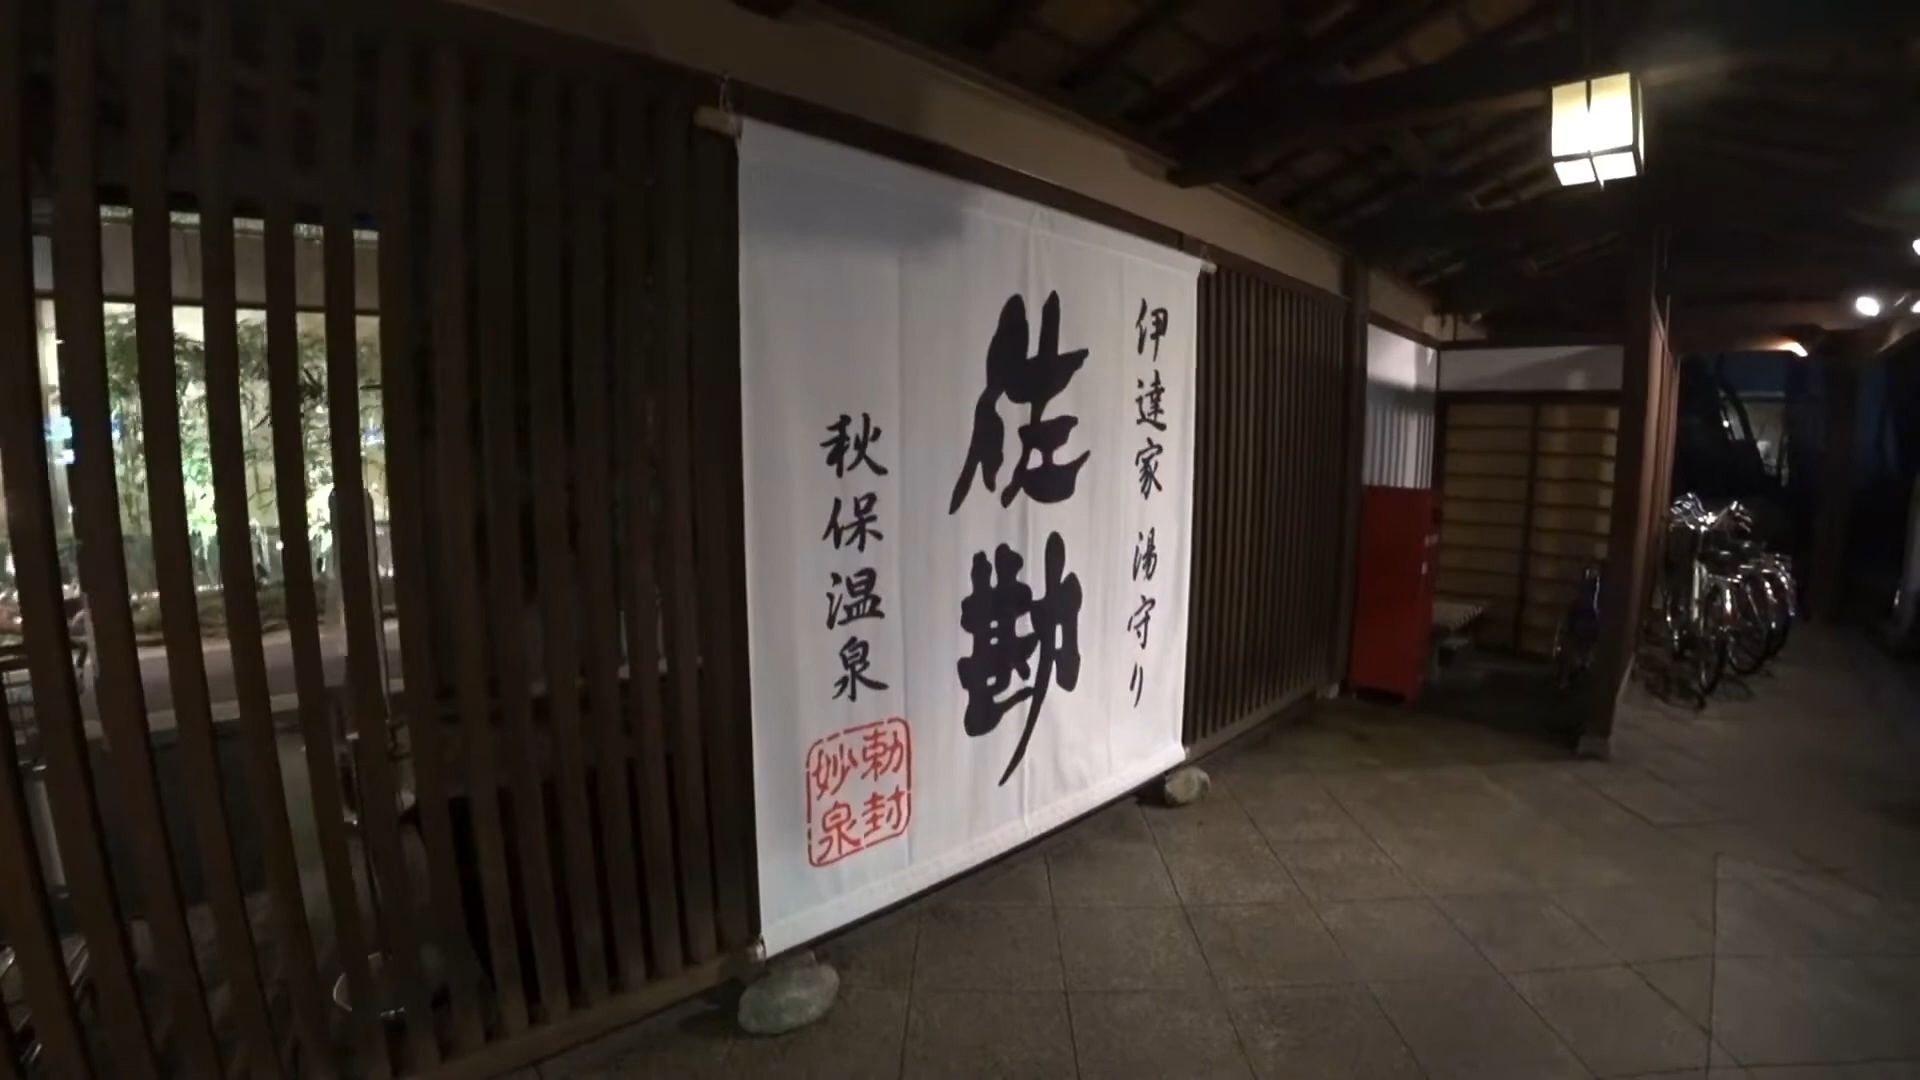 伊達家 湯守り
佐勘
秋保温泉
勅封
妙泉